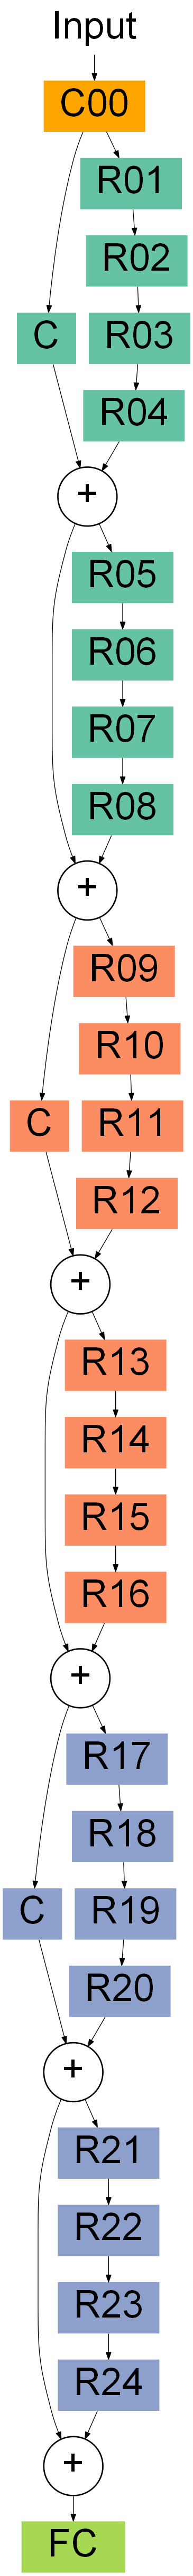 Input
C00
R01
R02
C R03
R04
+
R05
R06
R07
R08
+
R09
R10
C R11
R12
+
R13
R14
R15
R16
+
R17
R18
C R19
R20
+
R21
R22
R23
R24
+
FC